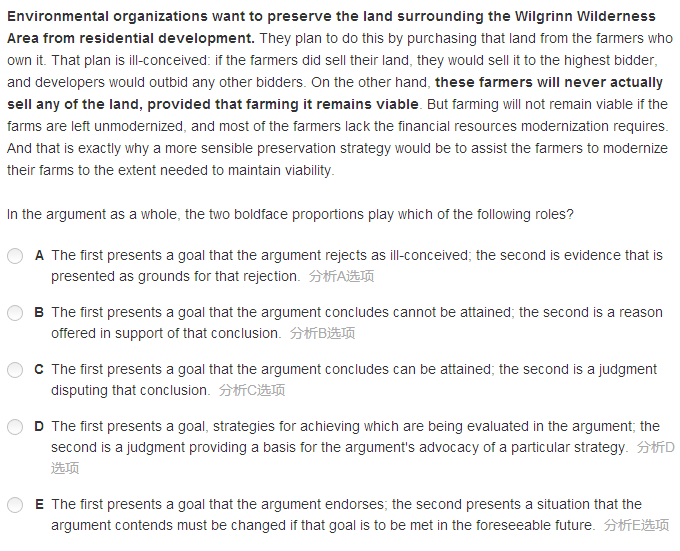 Environmental organizations want to preserve the land surrounding the Wilgrinn Wilderness
Area from residential development. They plan to do this by purchasing that land from the farmers who
own it. That plan is ill-conceived: if the farmers did sell their land, they would sell it to the highest bidder,
and developers would outbid any other bidders. On the other hand, these farmers will never actually
sell any of the land, provided that farming it remains viable. But farming will not remain viable if the
farms are left unmodernized, and most of the farmers lack the financial resources modernization requires.
And that is exactly why a more sensible preservation strategy would be to assist the farmers to modernize
their farms to the extent needed to maintain viability.
In the argument as a whole, the two boldface proportions play which of the following roles?
A The first presents a goal that the argument rejects as ill-conceived; the second is evidence that is
presented as grounds for that rejection. 分析A选项
B The first presents a goal that the argument concludes cannot be attained; the second is a reason
offered in support of that conclusion. 分析B选项
C The first presents a goal that the argument concludes can be attained; the second is a judgment
disputing that conclusion. 分析C选项
D The first presents a goal, strategies for achieving which are being evaluated in the argument; the
second is a judgment providing a basis for the argument's advocacy of a particular strategy. 分析D
选项
E The first presents a goal that the argument endorses; the second presents a situation that the
argument contends must be changed if that goal is to be met in the foreseeable future. 分析E选项